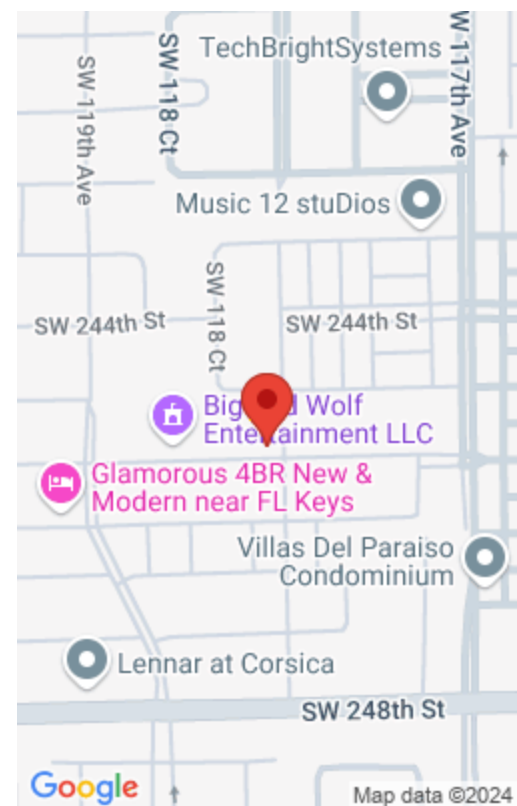 TechBrightSystems
SW 118 Ct
SW 119th Ave
W 117th Ave
Music 12 stuDios
SW 118 Ct
SW 244th St
SW 244th St
Big d Wolf
Entertainment LLC
Glamorous 4BR New &
Modern near FL Keys
Villas Del Paraiso
Condominium
Lennar at Corsica
SW 248th St
Google
Map data ©2024